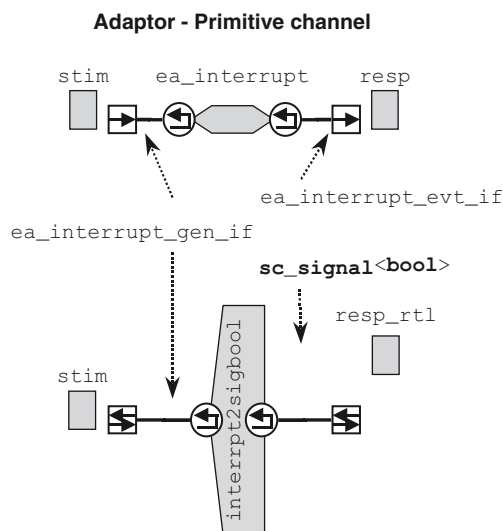 Adaptor - Primitive channel
stim ea_interrupt resp
ea_interrupt_evt_if
ea_interrupt_gen_if
sc_signal<bool>
resp_rtl
stim
interrpt2sigbool